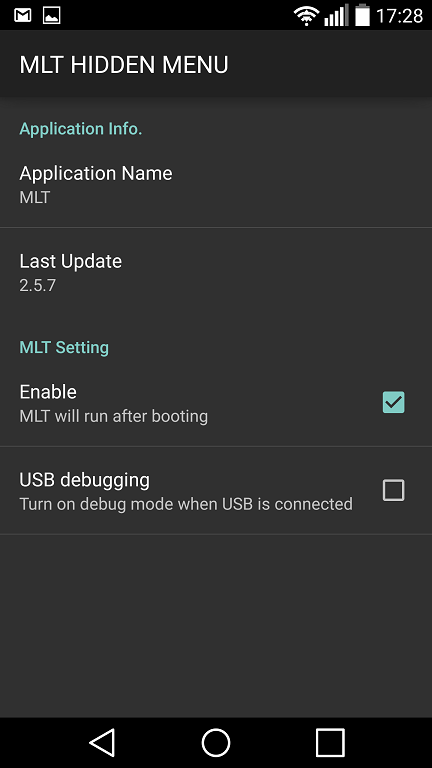 17:28
MLT HIDDEN MENU
Application Info.
Application Name
MLT
Last Update
2.5.7
MLT Setting
Enable
MLT will run after booting
USB debugging
Turn on debug mode when USB is connected